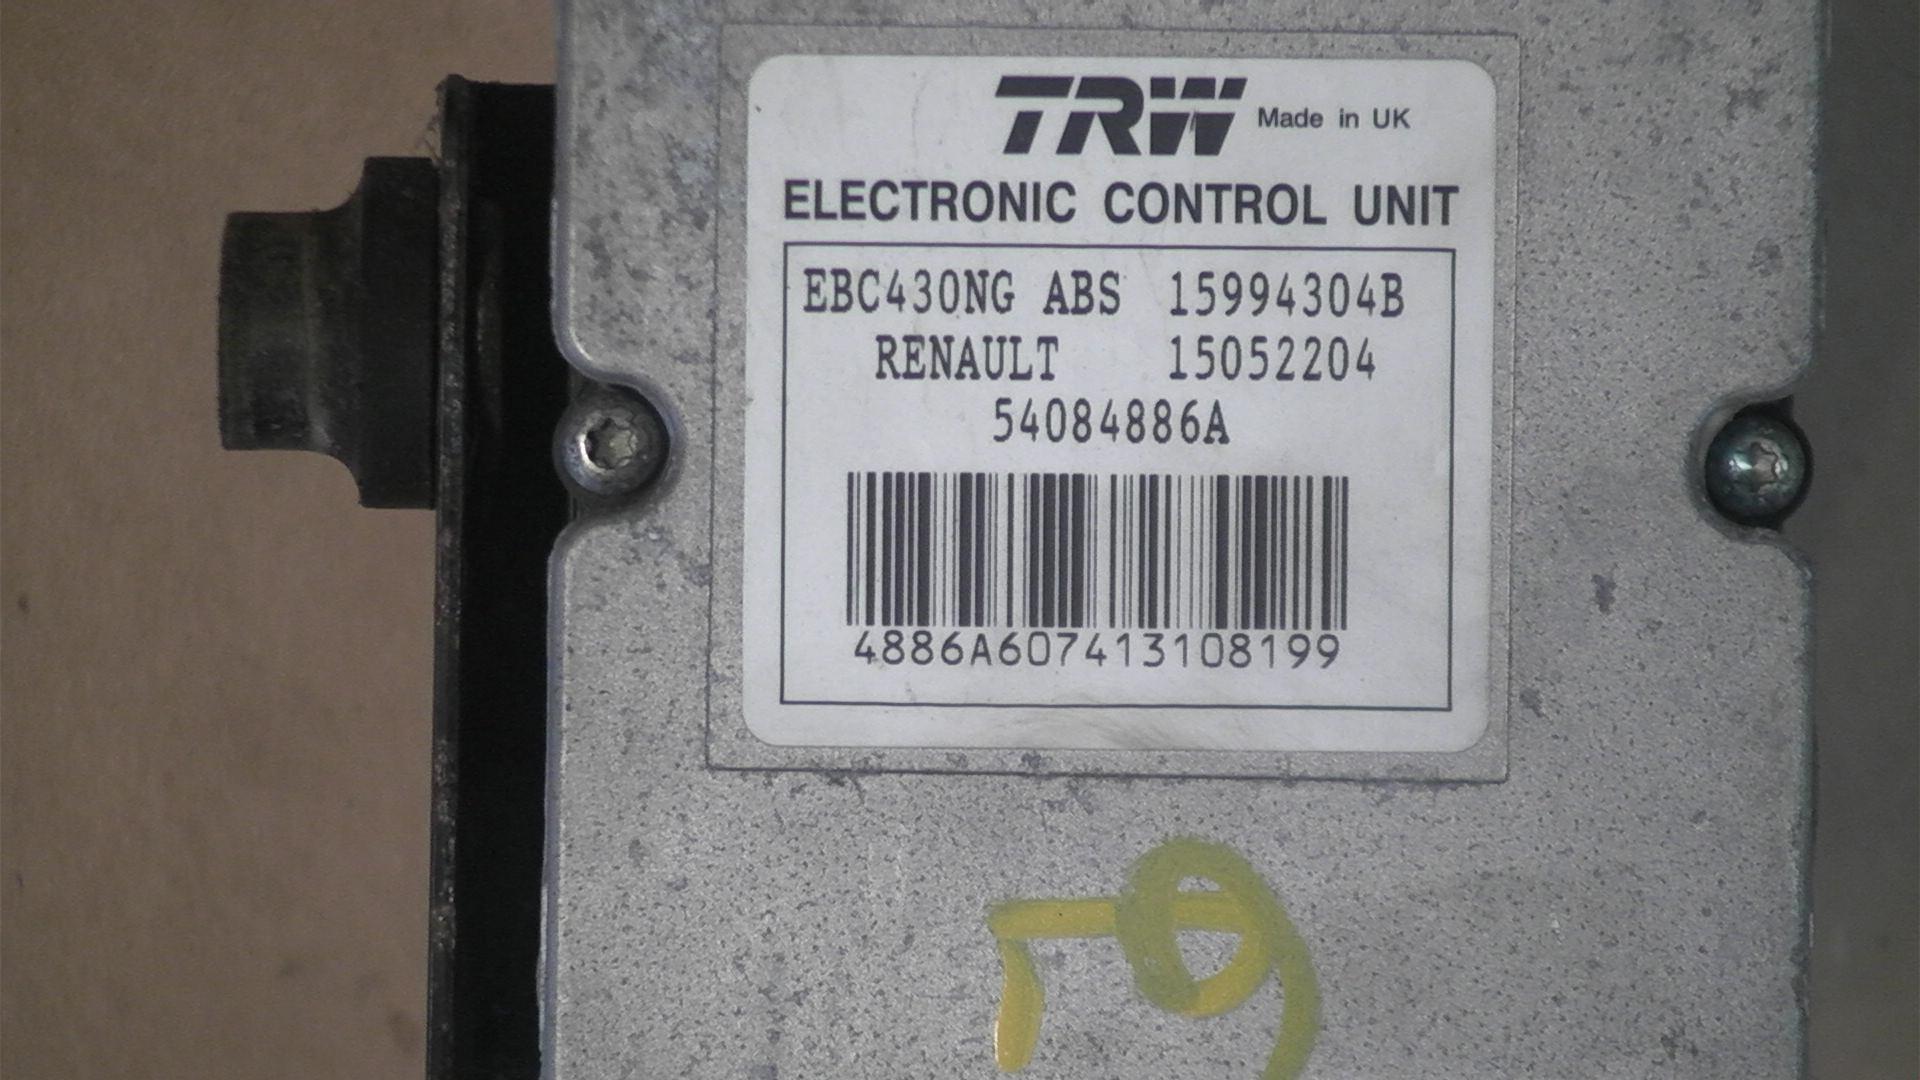 TRW Made in UK
ELECTRONIC CONTROL UNIT
EBC430NG ABS 15994304B
RENAULT 15052204
54084886A
4886A607413108199